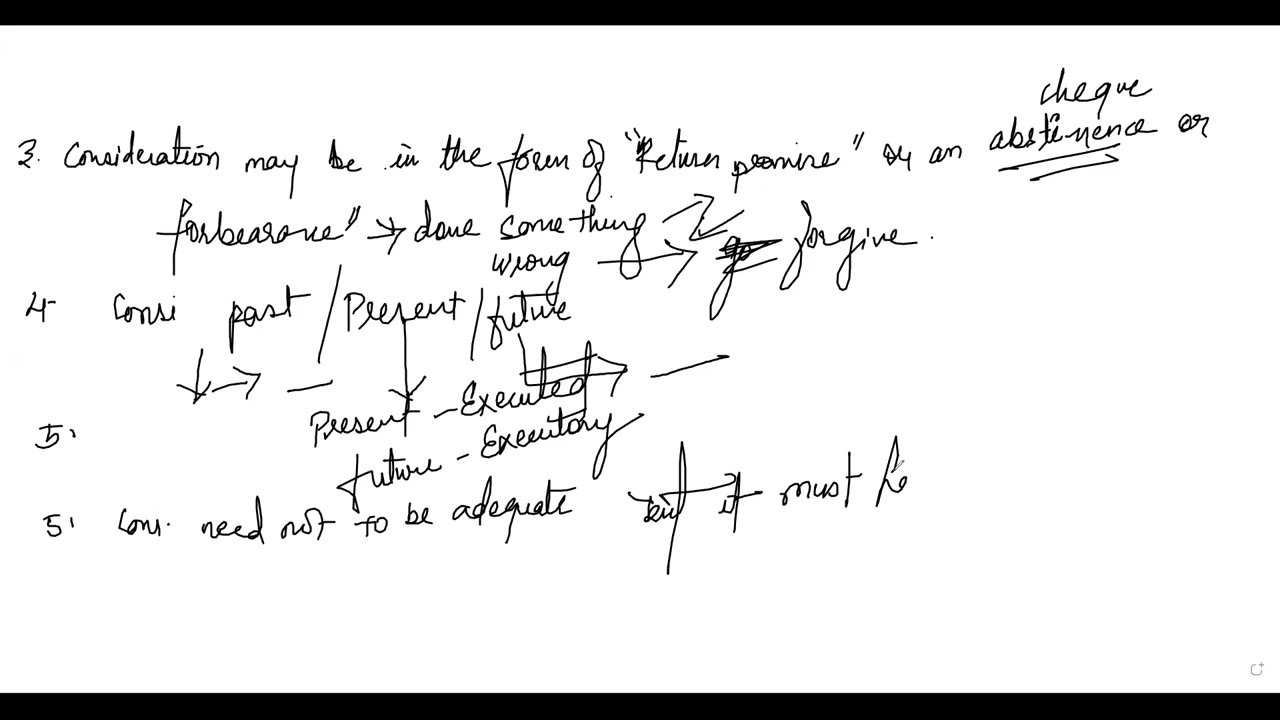 cheque
3. Consideration may be in the form of "Return promise" or an abstinence or
forbearance" → done something
wrong → forgive.
4. Consi past / Present / future
Present - Executed
future - Executory
5.
5. Cons. need not to be adequate but it must be